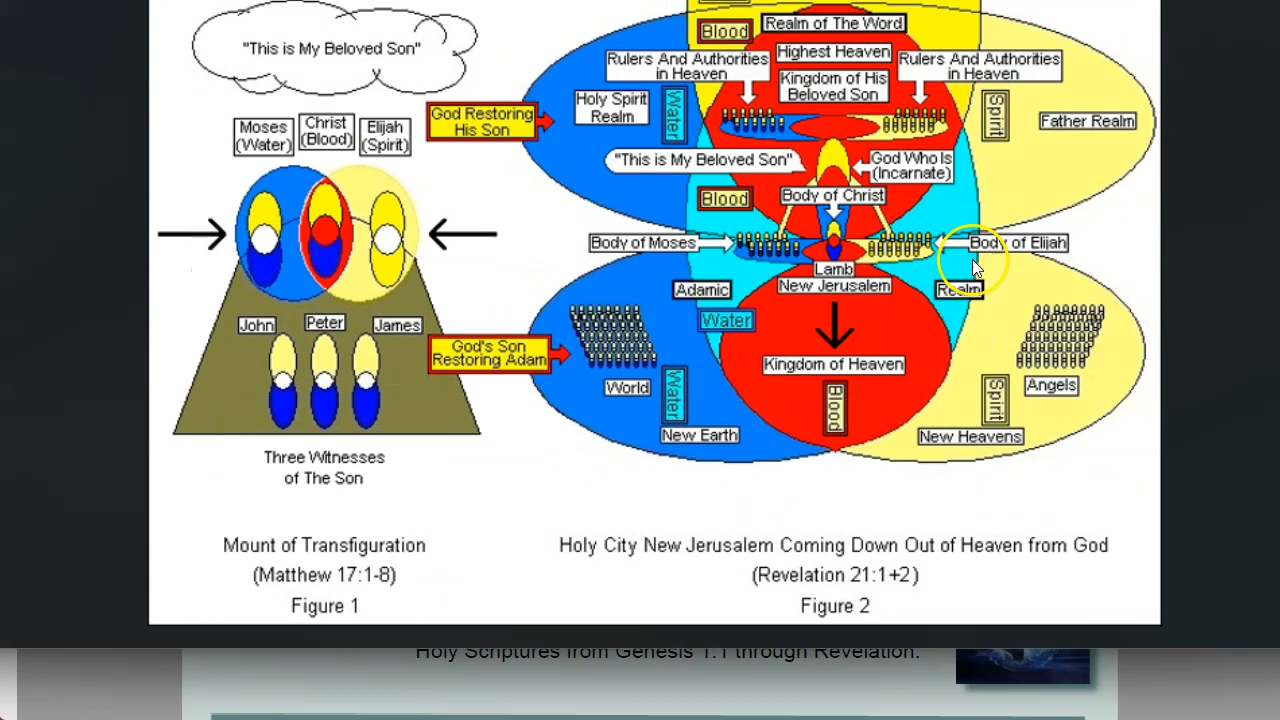 "This is My Beloved Son"
Moses
(Water)
Christ
(Blood)
Elijah
(Spirit)
John
Peter
James
Three Witnesses
of The Son
Mount of Transfiguration
(Matthew 17:1-8)
Figure 1
God Restoring
His Son
God's Son
Restoring Adam
Blood
Realm of The Word
Highest Heaven
Rulers And Authorities
in Heaven
Kingdom of His
Beloved Son
Rulers And Authorities
in Heaven
Holy Spirit
Realm
Water
Spirit
Father Realm
"This is My Beloved Son"
God Who Is
(Incarnate)
Blood
Body of Christ
Body of Moses
Body of Elijah
Lamb
New Jerusalem
Adamic
Realm
Water
Kingdom of Heaven
World
Water
Blood
Spirit
Angels
New Earth
New Heavens
Holy City New Jerusalem Coming Down Out of Heaven from God
(Revelation 21:1+2)
Figure 2
Holy Scriptures from Genesis 1:1 through Revelation.